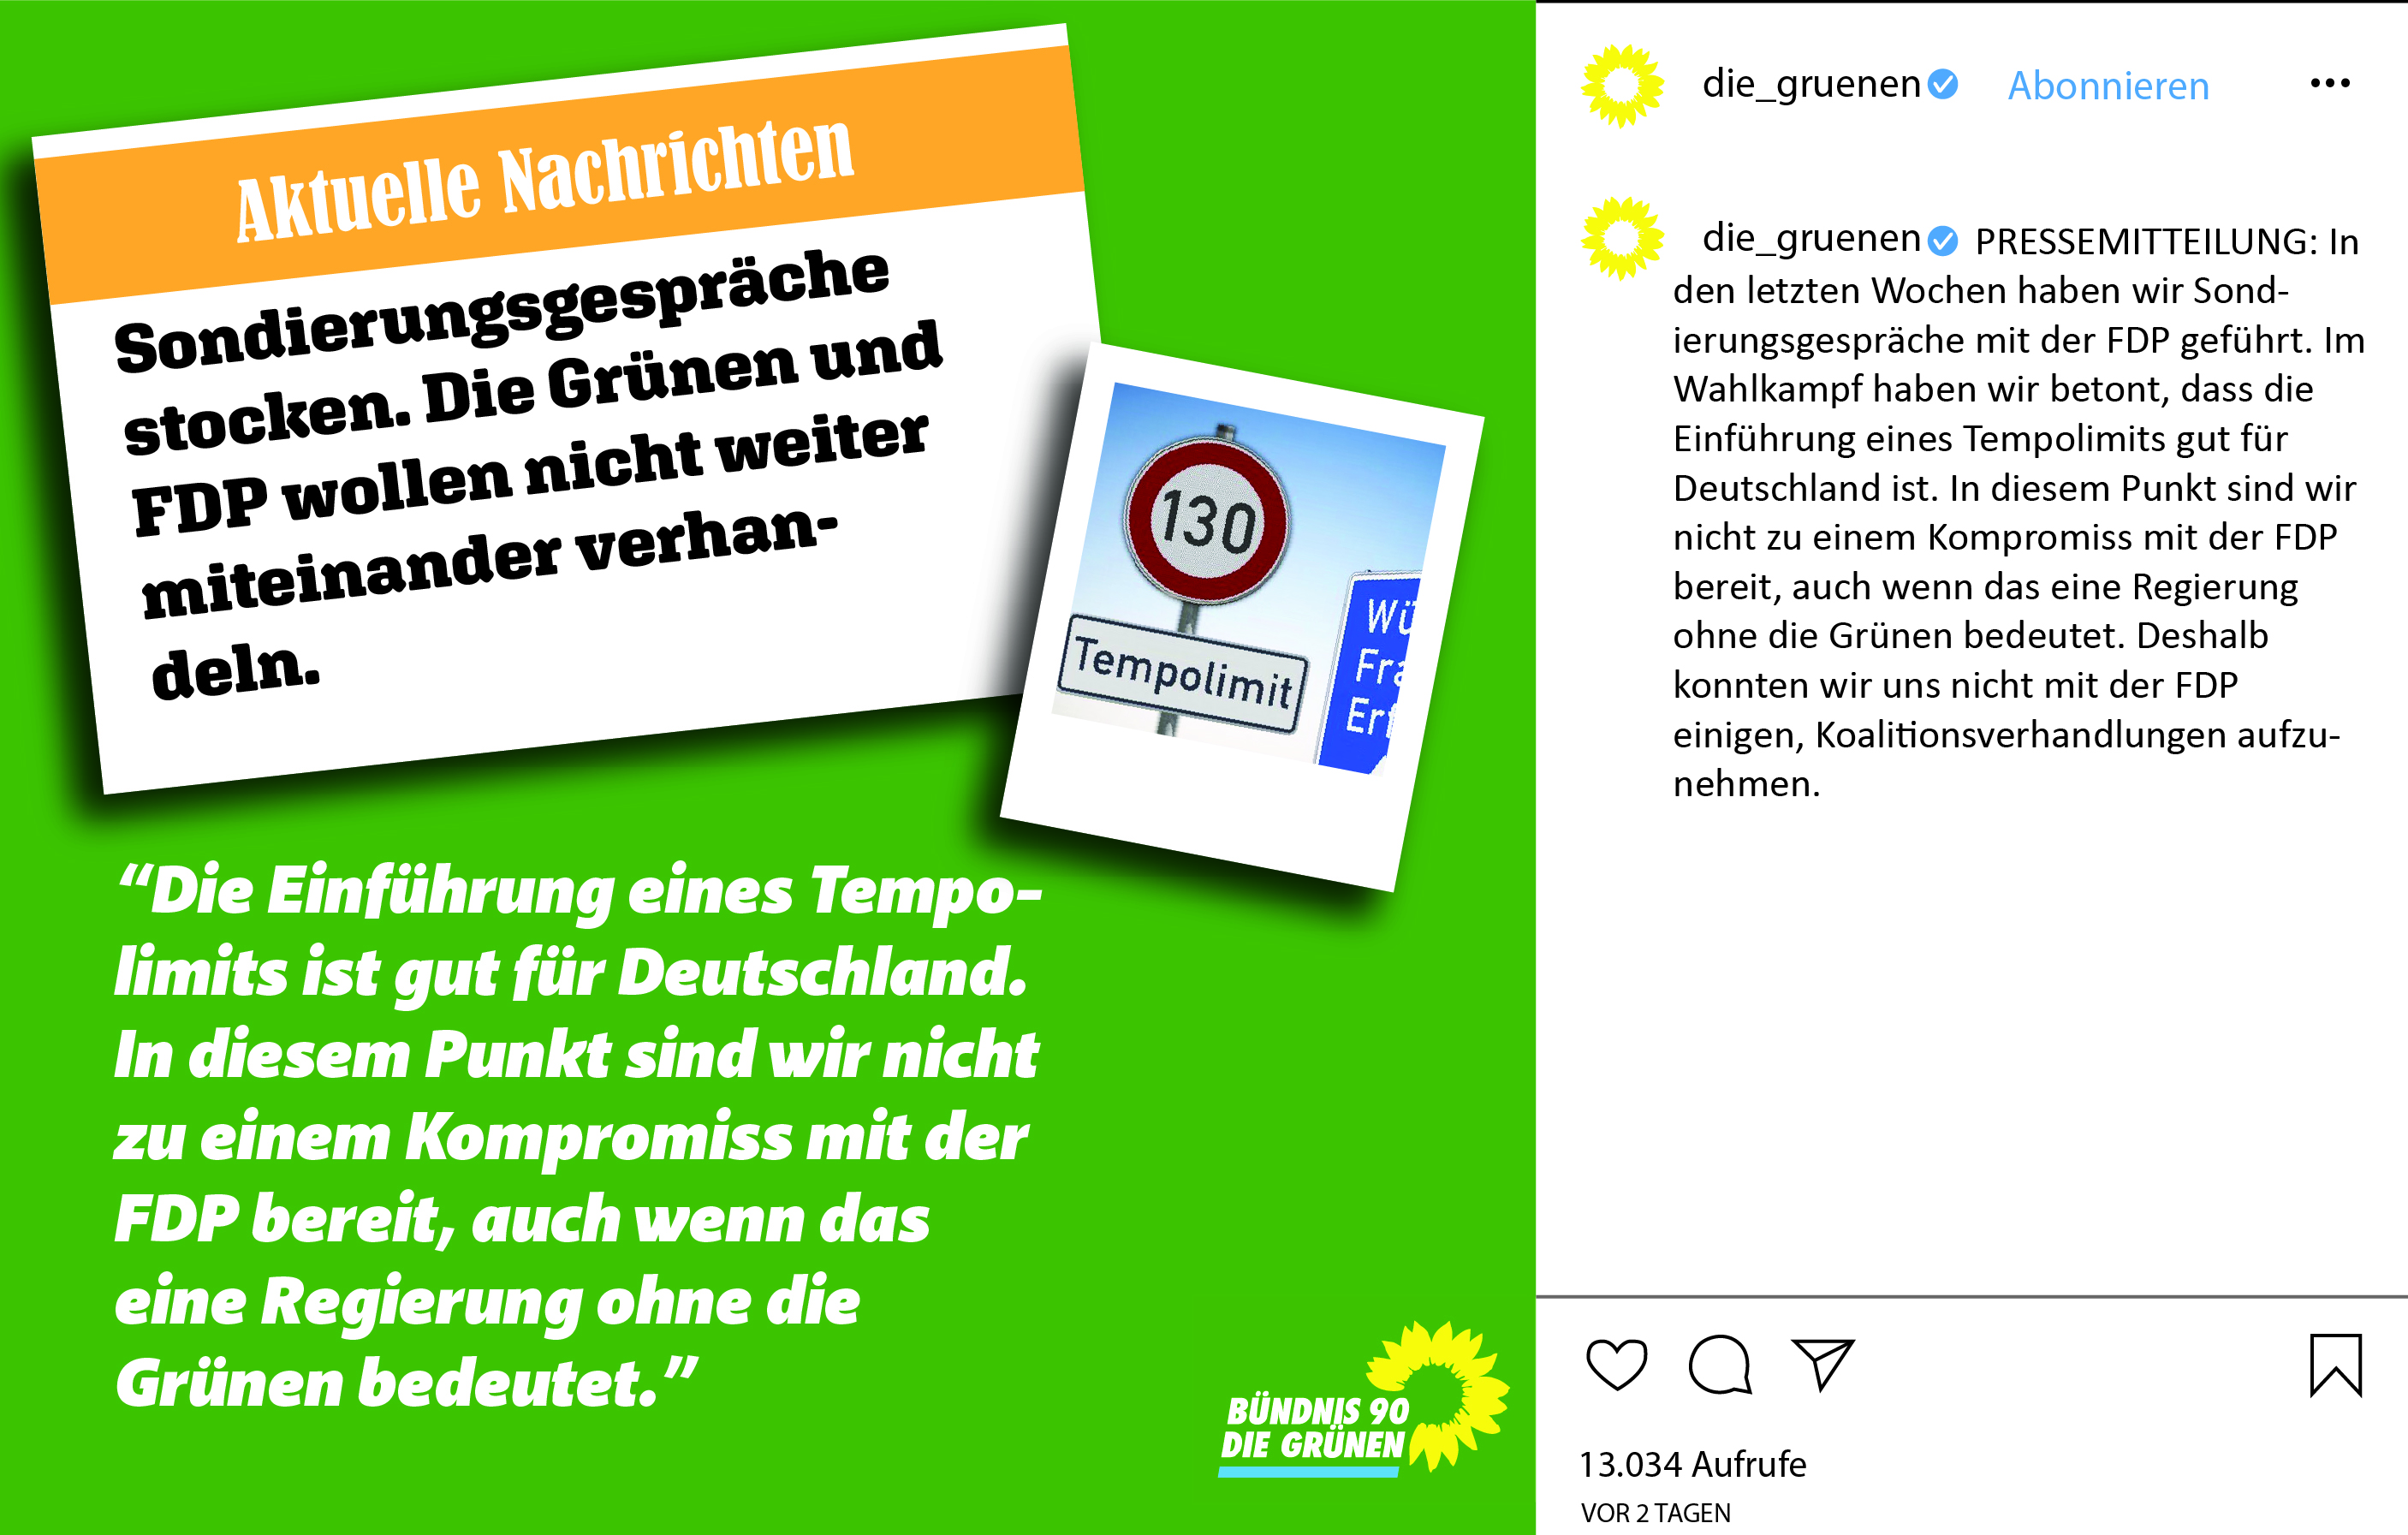 Aktuelle Nachrichten
Sondierungsgespräche
stocken. Die Grünen und
FDP wollen nicht weiter
miteinander verhan-
deln.
130
Tempolimit
Wü
Fra
Erf
“Die Einführung eines Tempo-
limits ist gut für Deutschland.
In diesem Punkt sind wir nicht
zu einem Kompromiss mit der
FDP bereit, auch wenn das
eine Regierung ohne die
Grünen bedeutet.”
BÜNDNIS 90
DIE GRÜNEN
die_gruenen Abonnieren
die_gruenen PRESSEMITTEILUNG: In
den letzten Wochen haben wir Sond-
ierungsgespräche mit der FDP geführt. Im
Wahlkampf haben wir betont, dass die
Einführung eines Tempolimits gut für
Deutschland ist. In diesem Punkt sind wir
nicht zu einem Kompromiss mit der FDP
bereit, auch wenn das eine Regierung
ohne die Grünen bedeutet. Deshalb
konnten wir uns nicht mit der FDP
einigen, Koalitionsverhandlungen aufzu-
nehmen.
13.034 Aufrufe
VOR 2 TAGEN